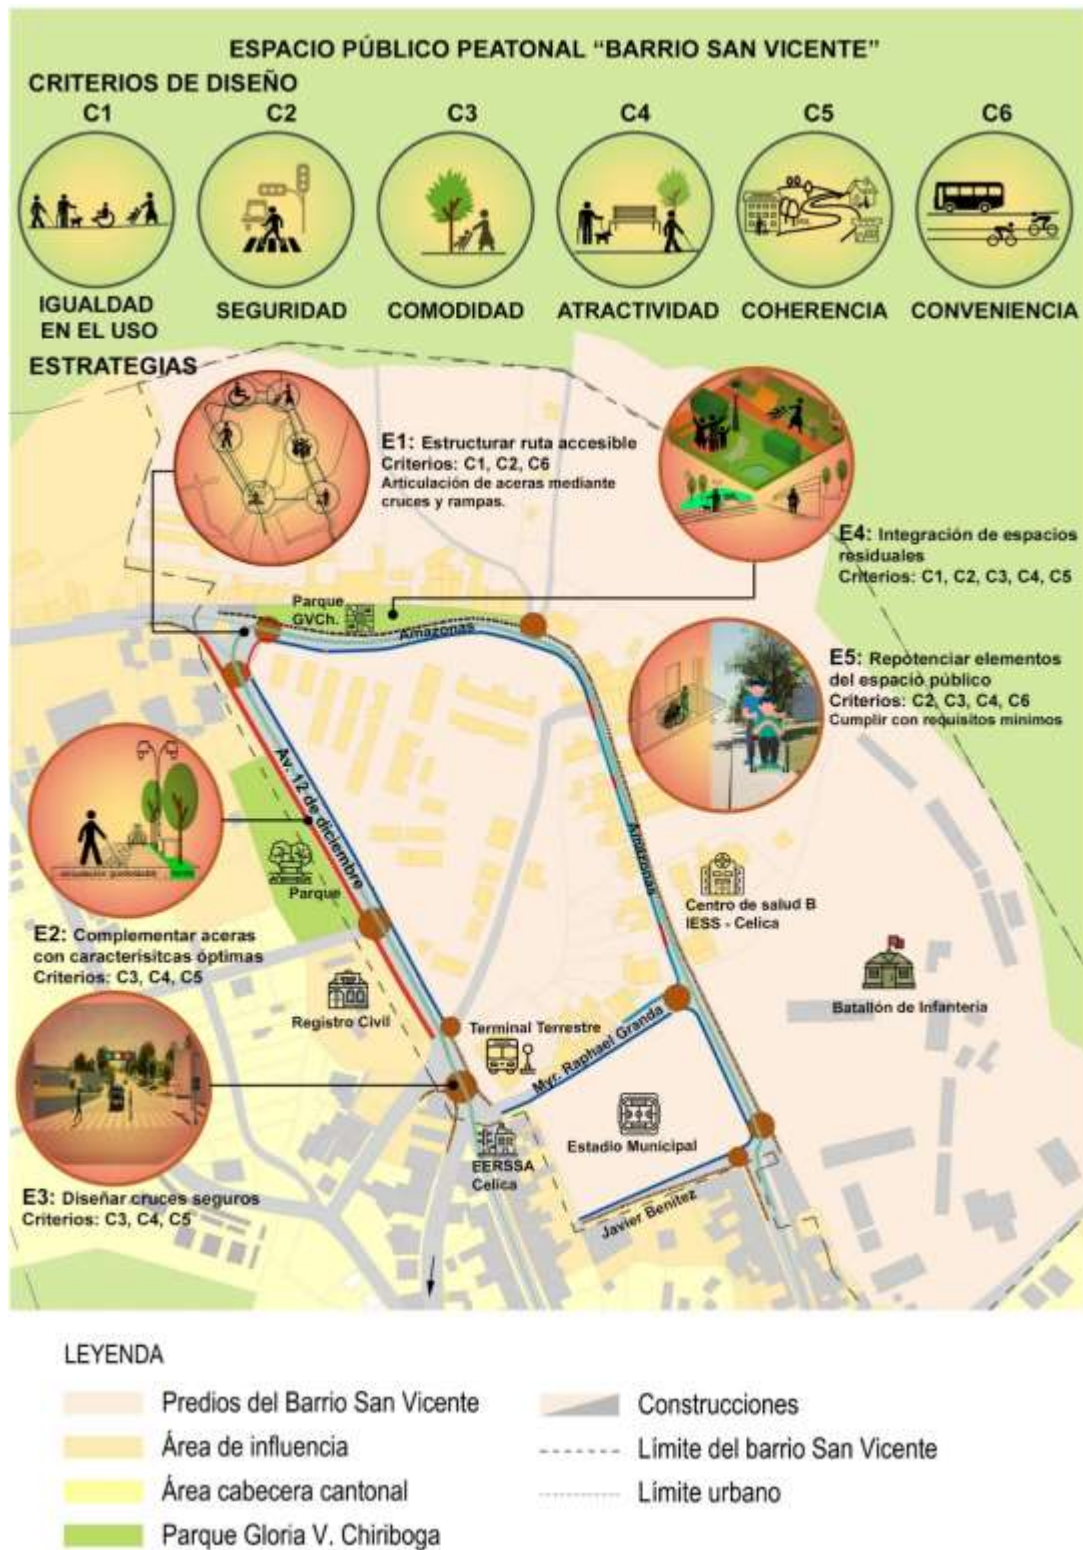 ESPACIO PÚBLICO PEATONAL “BARRIO SAN VICENTE”
CRITERIOS DE DISEÑO
C1
C2
C3
C4
C5
C6
IGUALDAD
EN EL USO
SEGURIDAD
COMODIDAD
ATRACTIVIDAD
COHERENCIA
CONVENIENCIA
ESTRATEGIAS
E1: Estructurar ruta accesible
Criterios: C1, C2, C6
Articulación de aceras mediante
cruces y rampas.
E4: Integración de espacios
residuales
Criterios: C1, C2, C3, C4, C5
Parque
GVCh.
Amazonas
E5: Repotenciar elementos
del espacio público
Criterios: C2, C3, C4, C6
Cumplir con requisitos mínimos
Av. 12 de diciembre
Parque
Amazonas
Centro de salud B
IESS - Celica
E2: Complementar aceras
con caracterisitcas óptimas
Criterios: C3, C4, C5
Registro Civil
Terminal Terrestre
Myr. Raphael Granda
Batallón de Infantería
Estadio Municipal
EERSSA
Celica
Javier Benitez
E3: Diseñar cruces seguros
Criterios: C3, C4, C5
LEYENDA
Predios del Barrio San Vicente
Área de influencia
Área cabecera cantonal
Parque Gloria V. Chiriboga
Construcciones
Límite del barrio San Vicente
Límite urbano